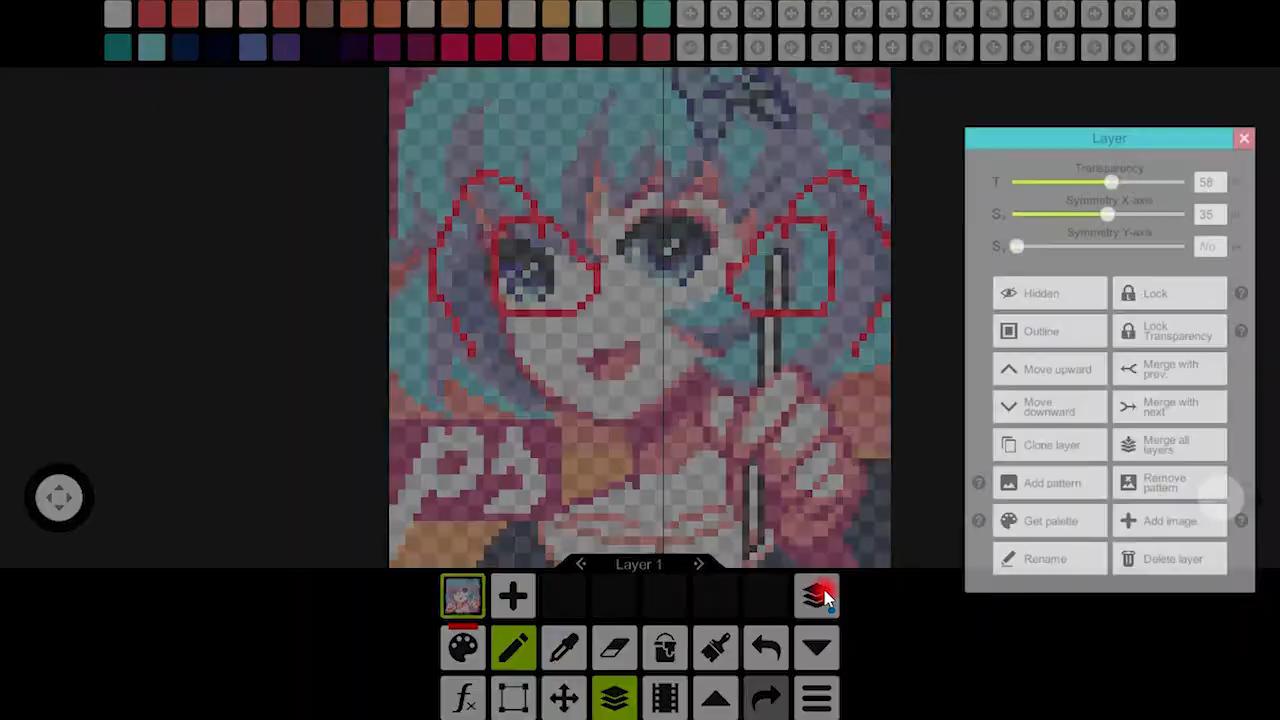 Layer
Transparency
T
58
Symmetry X-axis
Sx
35
Symmetry Y-axis
Sy
No
Hidden
Lock
?
Outline
Lock
Transparency
?
Move upward
Merge with
prev.
Move
downward
Merge with
next
Clone layer
Merge all
layers
?
Add pattern
Remove
pattern
?
Get palette
Add image
?
Rename
Delete layer
Layer 1
fx